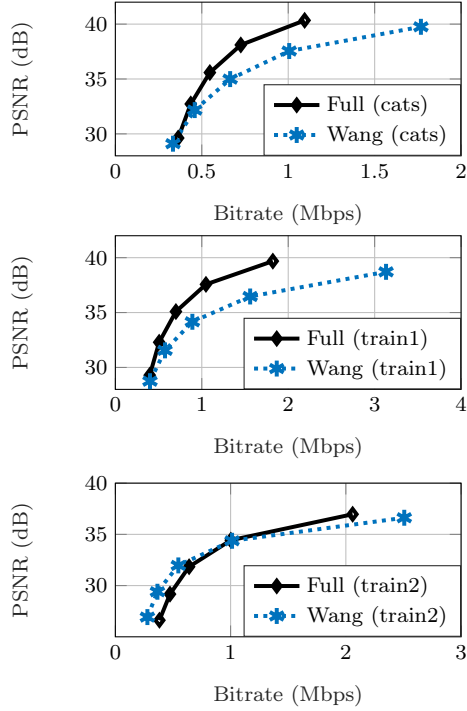 40
35
30
PSNR (dB)
Full (cats)
Wang (cats)
0 0.5 1 1.5 2
Bitrate (Mbps)
40
35
30
PSNR (dB)
Full (train1)
Wang (train1)
0 1 2 3 4
Bitrate (Mbps)
40
35
30
PSNR (dB)
Full (train2)
Wang (train2)
0 1 2 3
Bitrate (Mbps)